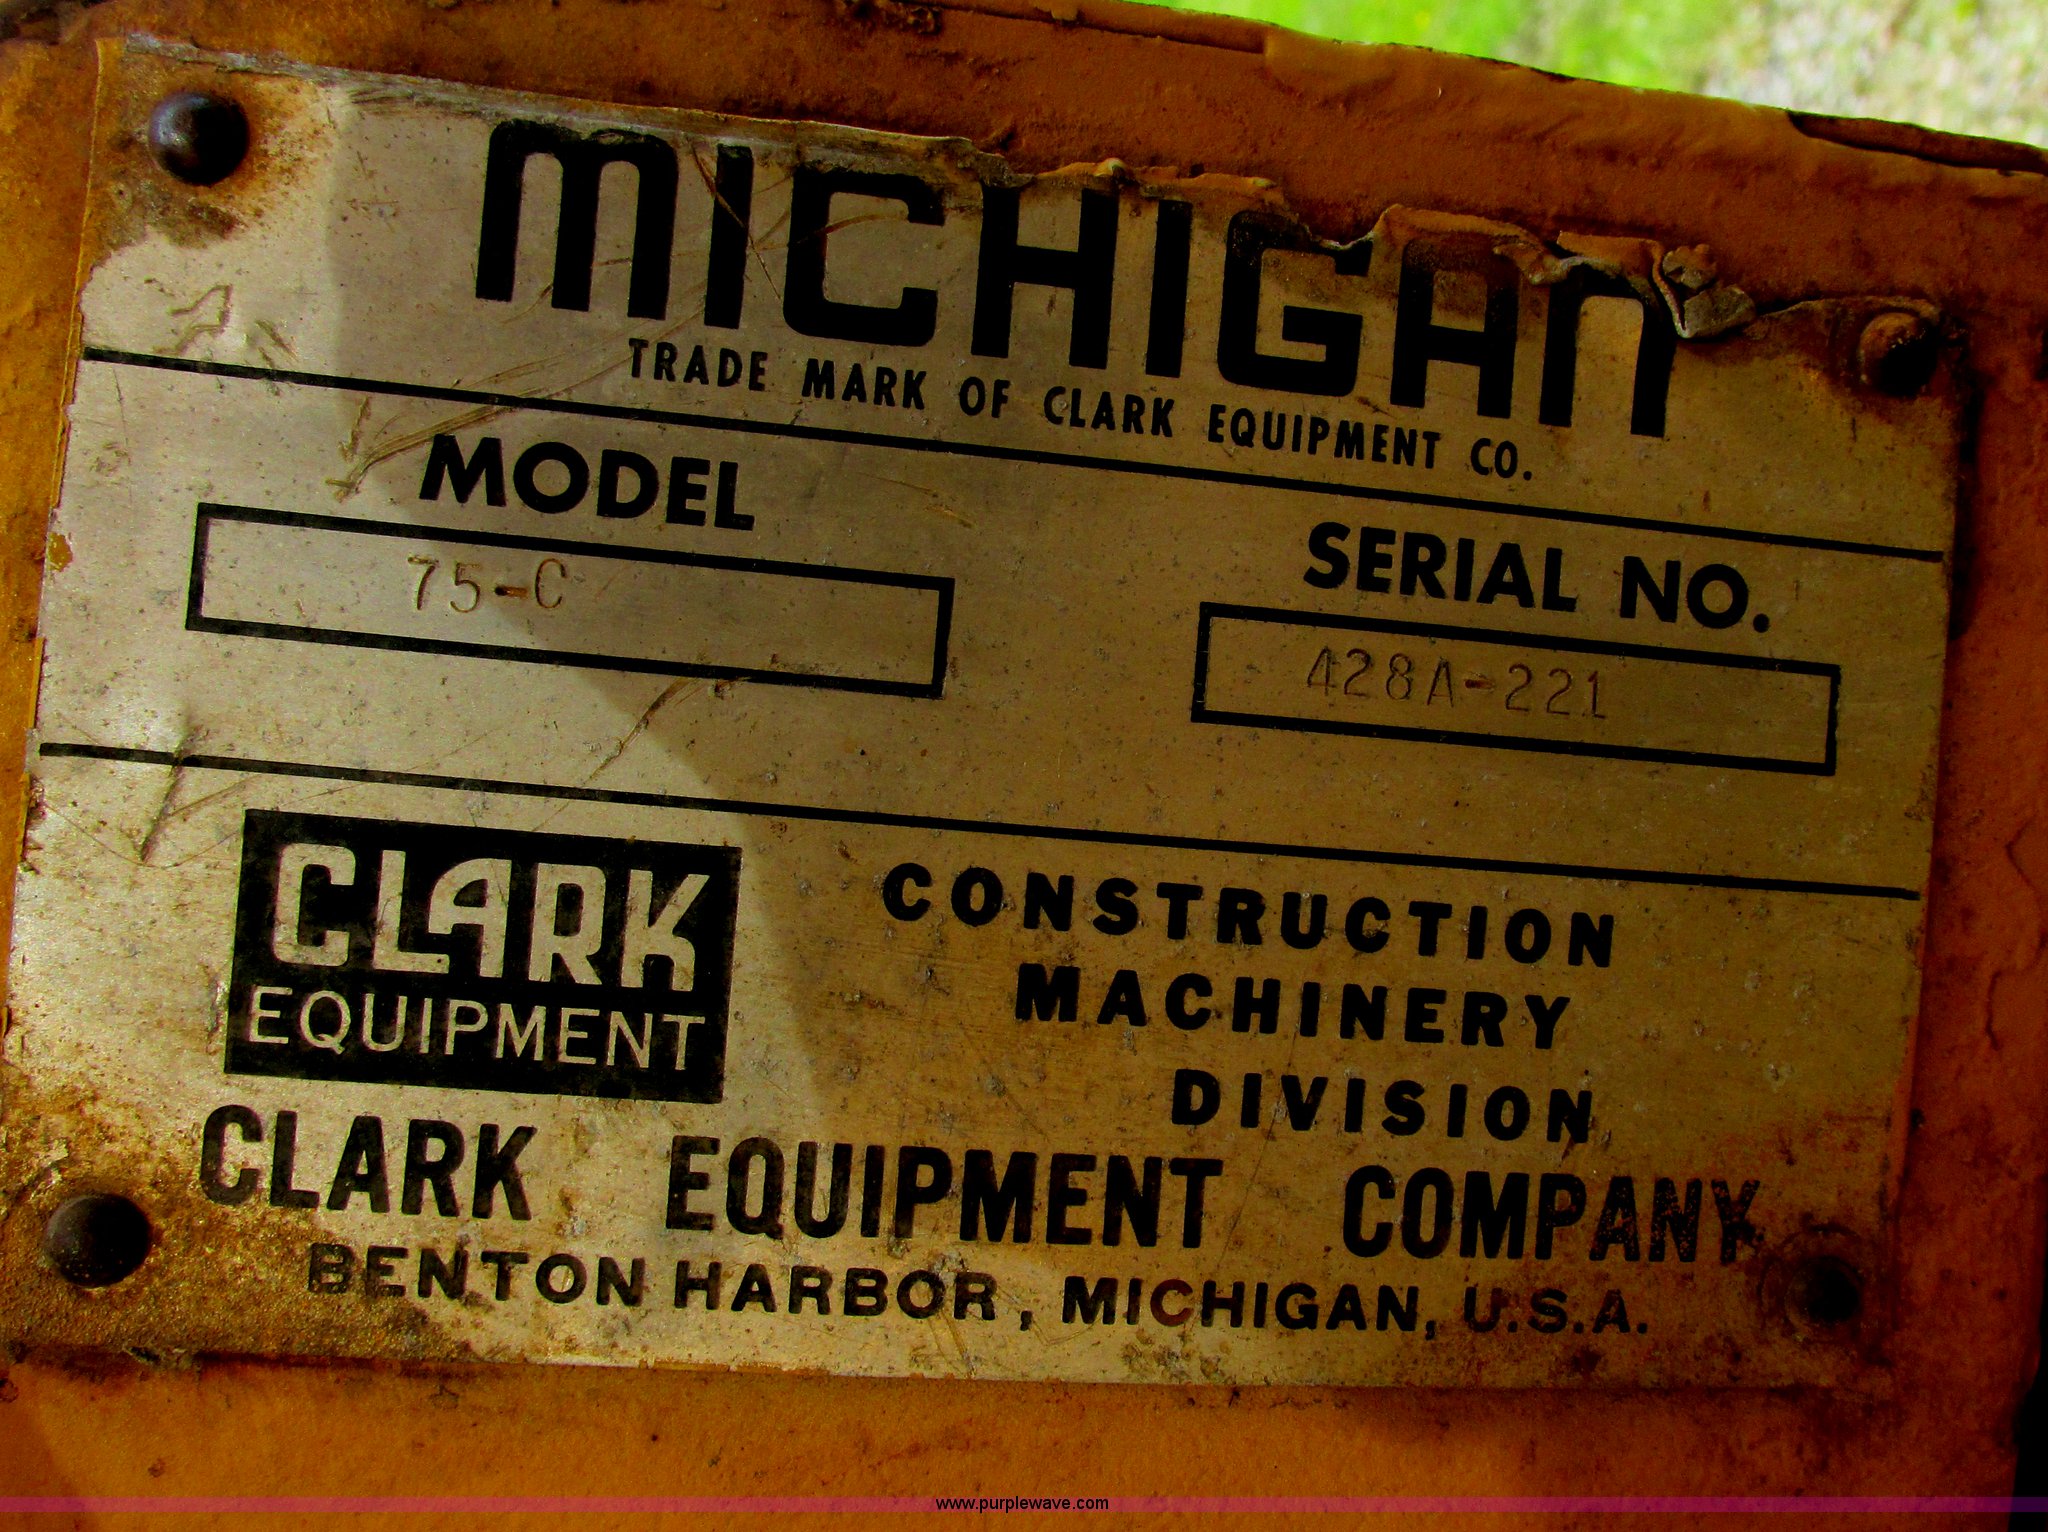 MICHIGAN
TRADE MARK OF CLARK EQUIPMENT CO.
MODEL
75-C
SERIAL NO.
428A-221
CLARK
EQUIPMENT
CONSTRUCTION
MACHINERY
DIVISION
CLARK EQUIPMENT COMPANY
BENTON HARBOR, MICHIGAN, U.S.A.
www.purplewave.com